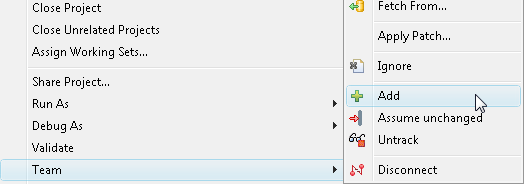 Close Project
Close Unrelated Projects
Assign Working Sets...
Share Project...
Run As
Debug As
Validate
Team
Fetch From...
Apply Patch...
Ignore
Add
Assume unchanged
Untrack
Disconnect